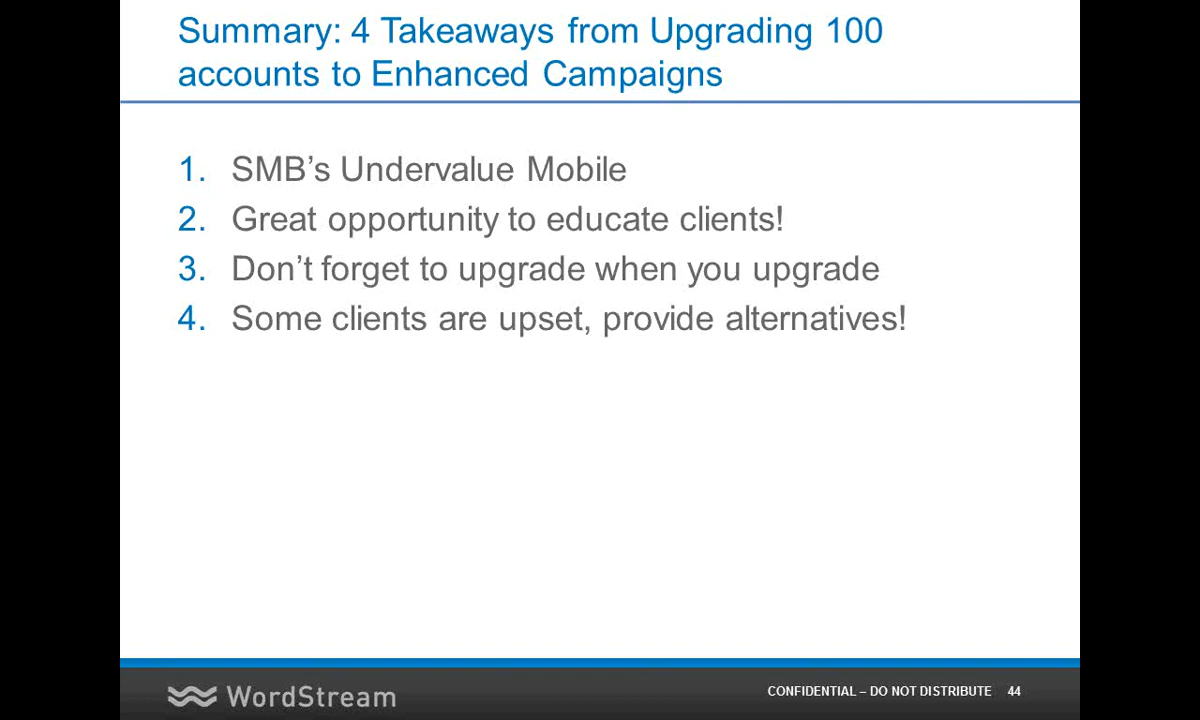 Summary: 4 Takeaways from Upgrading 100
accounts to Enhanced Campaigns
1. SMB’s Undervalue Mobile
2. Great opportunity to educate clients!
3. Don’t forget to upgrade when you upgrade
4. Some clients are upset, provide alternatives!
WordStream
CONFIDENTIAL – DO NOT DISTRIBUTE 44